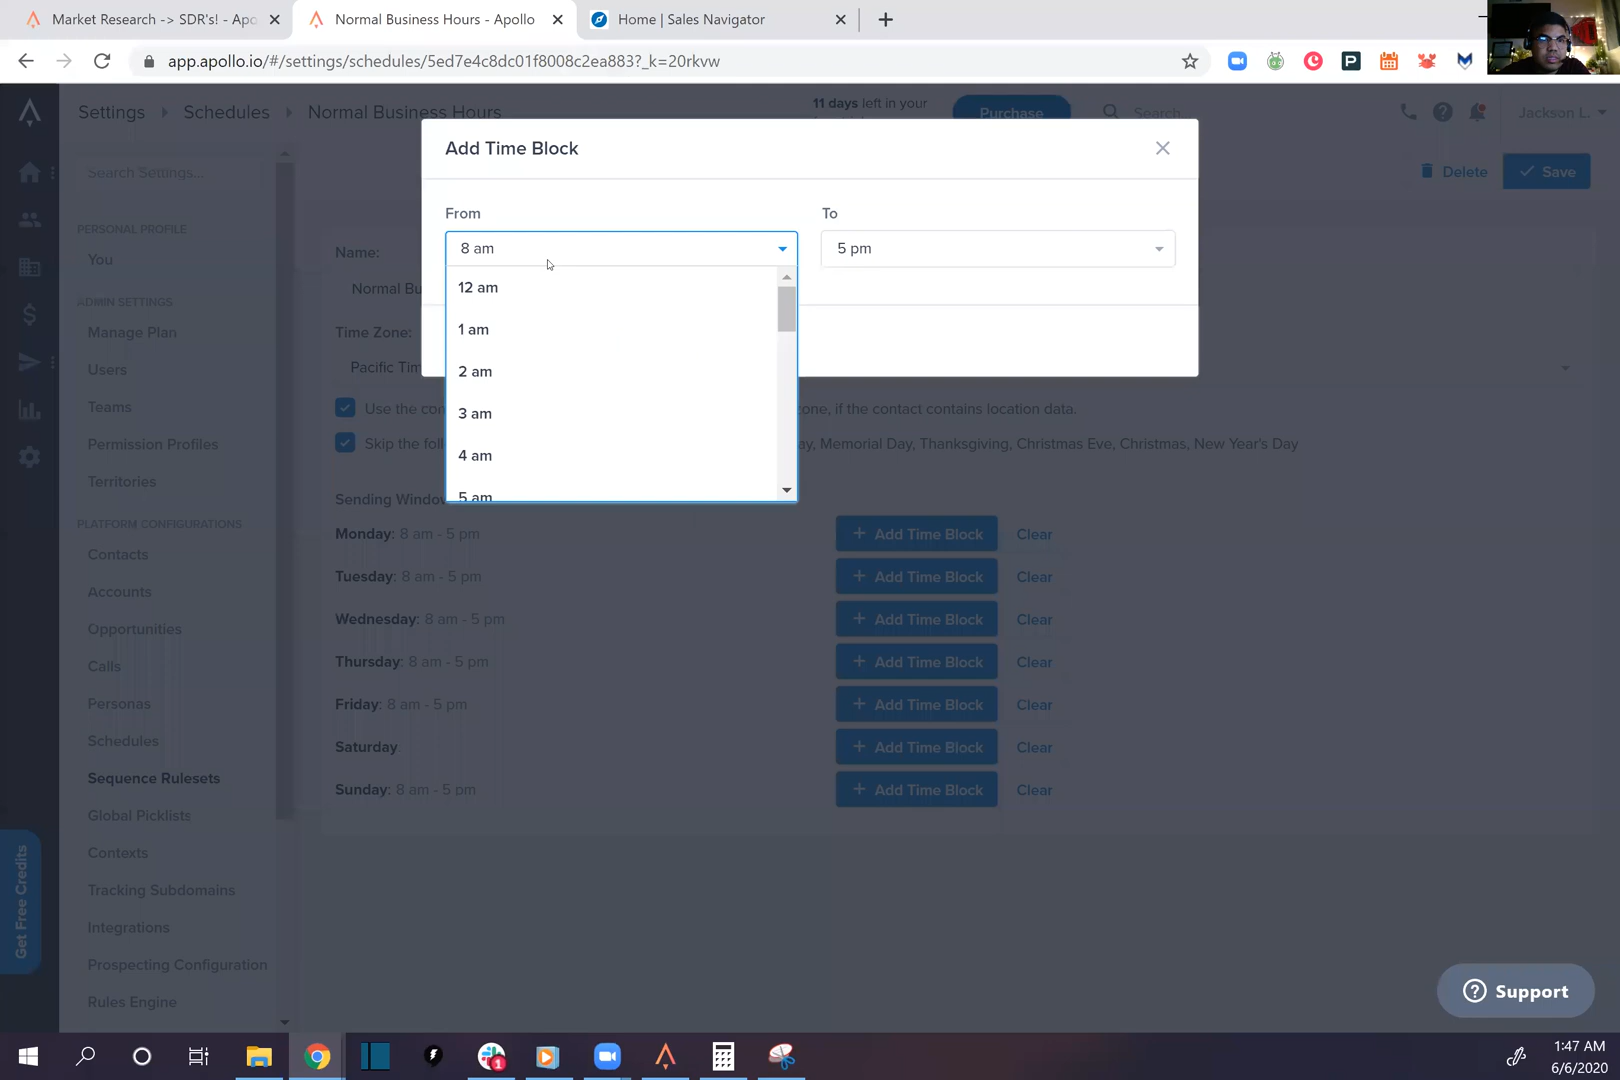 Market Research -> SDR's! - Apo
Normal Business Hours - Apollo
Home | Sales Navigator
app.apollo.io/#/settings/schedules/5ed7e4c8dc01f8008c2ea883?_k=20rkvw
Settings
Schedules
Normal Business Hours
11 days left in your
Purchase
Search...
Jackson L.
Add Time Block
Search Settings...
Delete
Save
From
To
8 am
5 pm
12 am
1 am
2 am
3 am
4 am
5 am
PERSONAL PROFILE
You
ADMIN SETTINGS
Manage Plan
Users
Teams
Permission Profiles
Territories
PLATFORM CONFIGURATIONS
Contacts
Accounts
Opportunities
Calls
Personas
Schedules
Sequence Rulesets
Global Picklists
Contexts
Tracking Subdomains
Integrations
Prospecting Configuration
Rules Engine
Get Free Credits
Name:
Normal Bu
Time Zone:
Pacific Tim
Use the con
zone, if the contact contains location data.
Skip the foll
ay, Memorial Day, Thanksgiving, Christmas Eve, Christmas, New Year's Day
Sending Window
Monday: 8 am - 5 pm
+ Add Time Block
Clear
Tuesday: 8 am - 5 pm
+ Add Time Block
Clear
Wednesday: 8 am - 5 pm
+ Add Time Block
Clear
Thursday: 8 am - 5 pm
+ Add Time Block
Clear
Friday: 8 am - 5 pm
+ Add Time Block
Clear
Saturday
+ Add Time Block
Clear
Sunday: 8 am - 5 pm
+ Add Time Block
Clear
Support
1
1:47 AM
6/6/2020